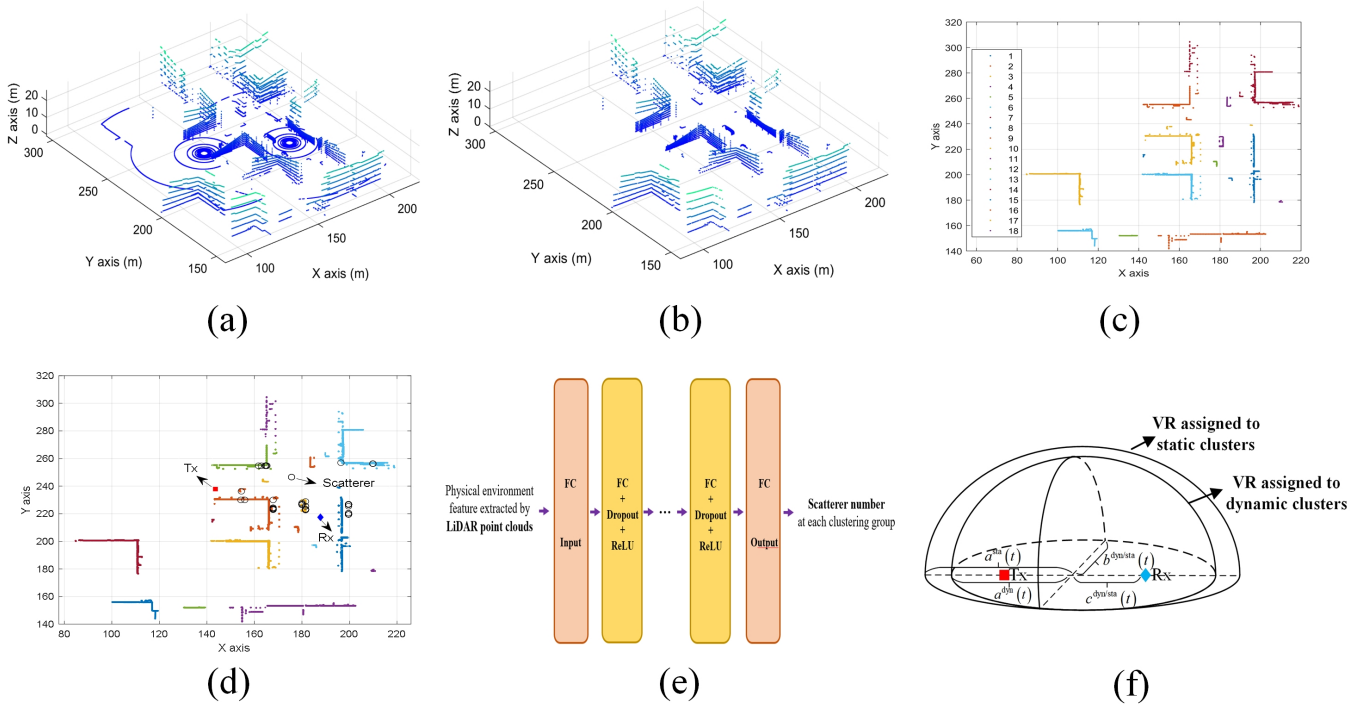 Z axis (m)
20
10
0
300
250
200
150
Y axis (m)
100
150
200
X axis (m)
(a)
Z axis (m)
20
10
0
300
250
200
150
Y axis (m)
100
150
200
X axis (m)
(b)
320
300
280
260
240
220
200
180
160
140
Y axis
1
2
3
4
5
6
7
8
9
10
11
12
13
14
15
16
17
18
60 80 100 120 140 160 180 200 220
X axis
(c)
320
300
280
260
240
220
200
180
160
140
Y axis
Tx
Scatterer
Rx
80 100 120 140 160 180 200 220
X axis
(d)
Physical environment
feature extracted by
LiDAR point clouds
FC
Input
FC
+
Dropout
+
ReLU
...
FC
+
Dropout
+
ReLU
FC
Output
Scatterer number
at each clustering group
(e)
VR assigned to
static clusters
VR assigned to
dynamic clusters
a^sta (t)
b^dyn/sta (t)
Tx
Rx
a^dyn (t)
c^dyn/sta (t)
(f)